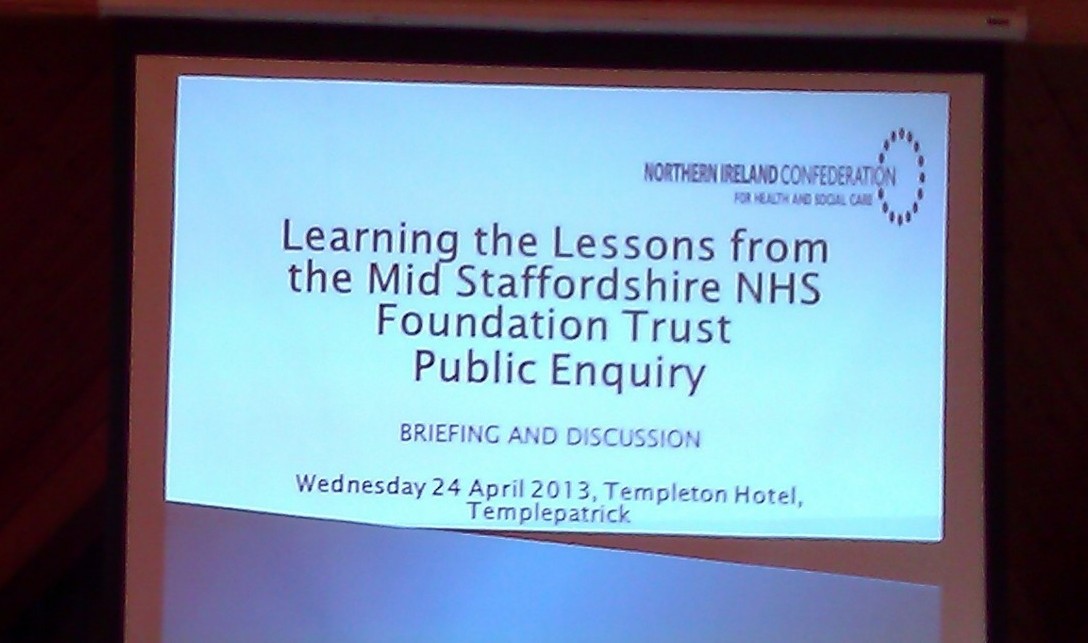 NORTHERN IRELAND CONFEDERATION
FOR HEALTH AND SOCIAL CARE
Learning the Lessons from
the Mid Staffordshire NHS
Foundation Trust
Public Enquiry
BRIEFING AND DISCUSSION
Wednesday 24 April 2013, Templeton Hotel,
Templepatrick